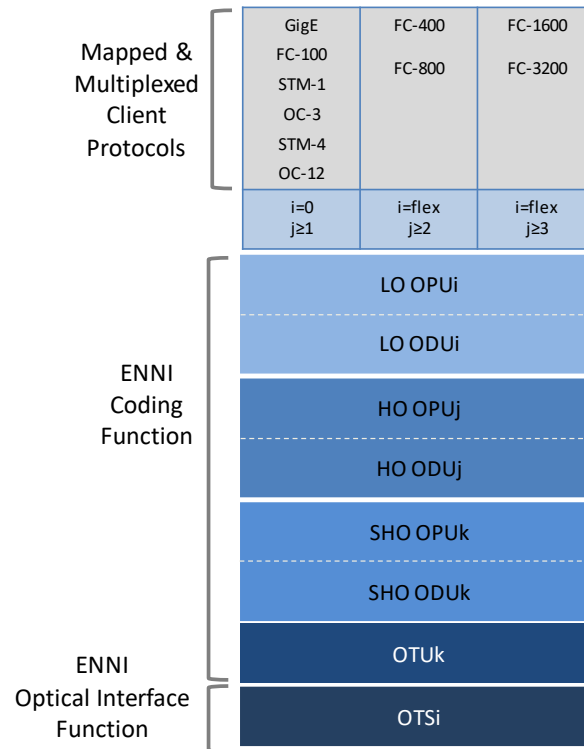 Mapped &
Multiplexed
Client
Protocols
GigE
FC-100
STM-1
OC-3
STM-4
OC-12
FC-400
FC-800
FC-1600
FC-3200
i=0
j≥1
i=flex
j≥2
i=flex
j≥3
ENNI
Coding
Function
LO OPUi
LO ODUi
HO OPUj
HO ODUj
SHO OPUk
SHO ODUk
OTUk
ENNI
Optical Interface
Function
OTSi